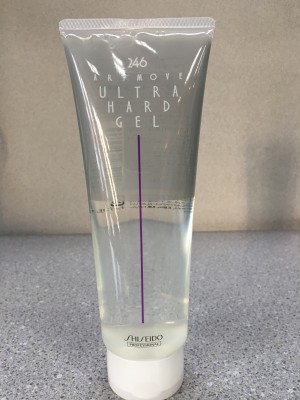 246
ARTMOVE
ULTRA
HARD
GEL
SHISEIDO
PROFESSIONAL